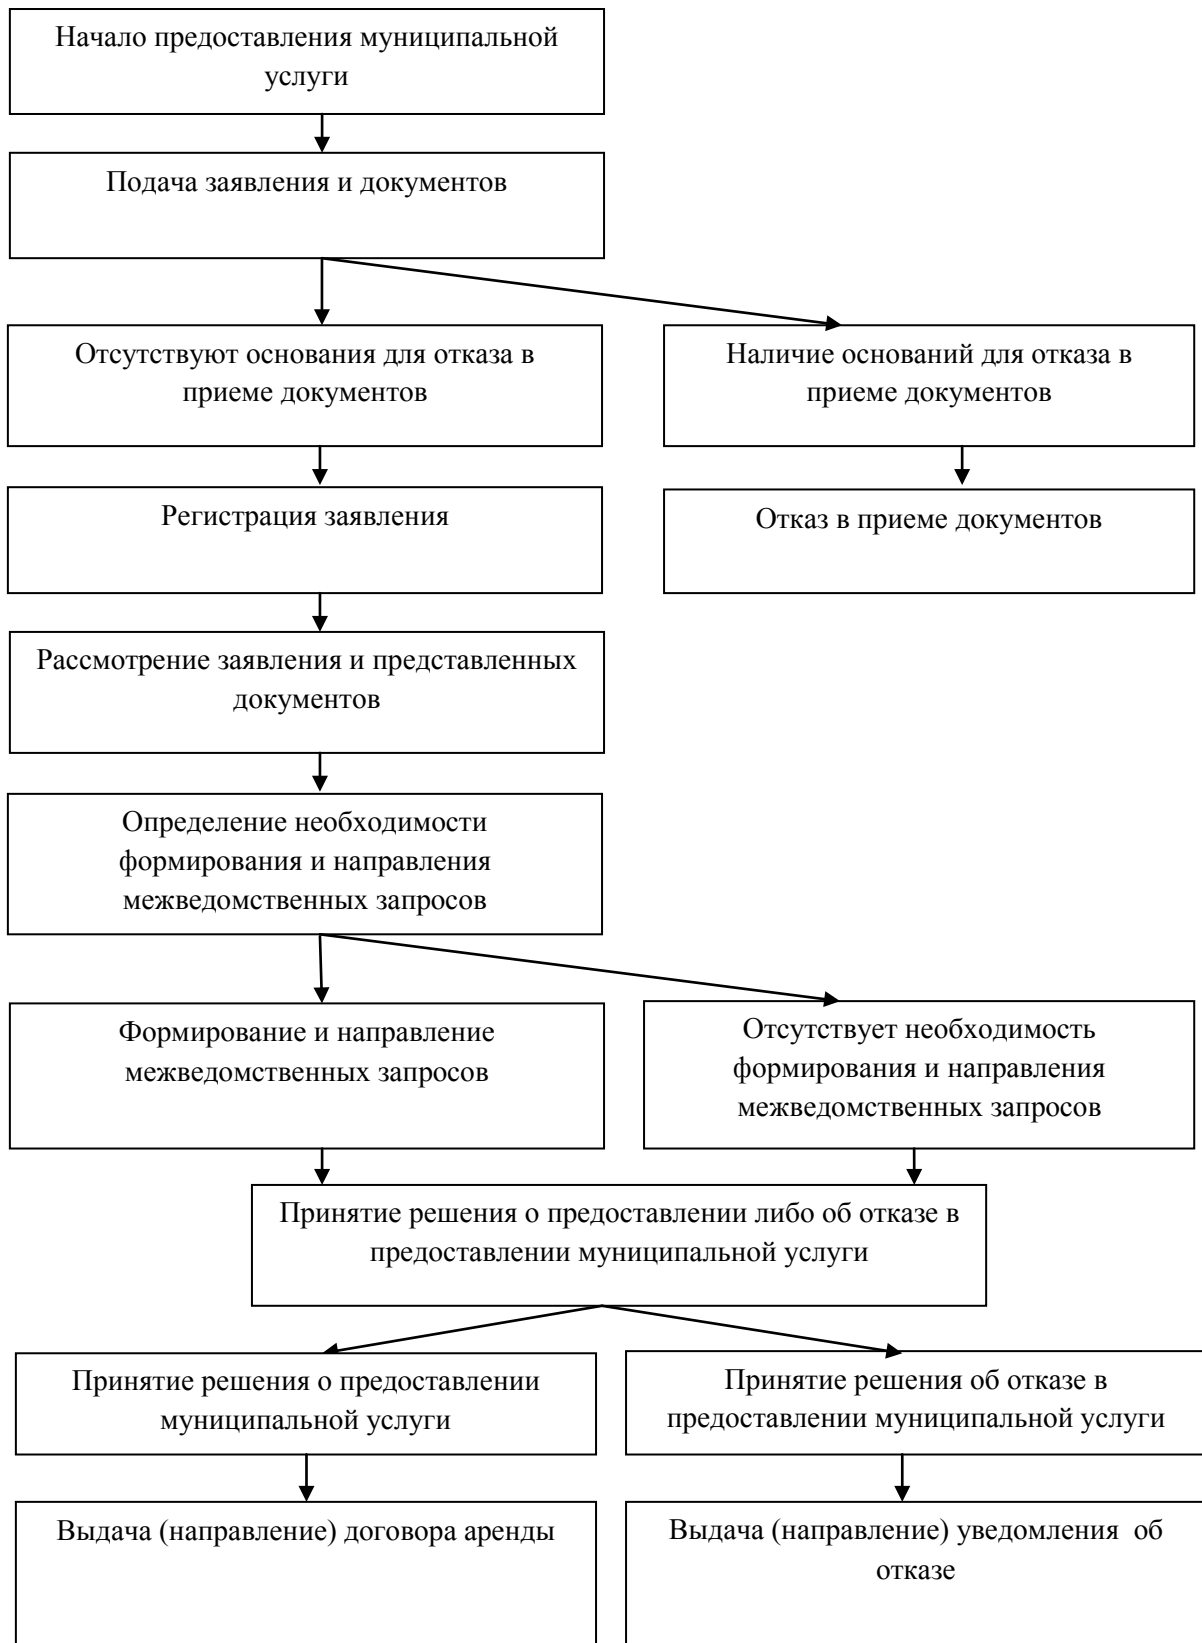 Начало предоставления муниципальной
услуги
Подача заявления и документов
Отсутствуют основания для отказа в
приеме документов
Наличие оснований для отказа в
приеме документов
Регистрация заявления
Отказ в приеме документов
Рассмотрение заявления и представленных
документов
Определение необходимости
формирования и направления
межведомственных запросов
Формирование и направление
межведомственных запросов
Отсутствует необходимость
формирования и направления
межведомственных запросов
Принятие решения о предоставлении либо об отказе в
предоставлении муниципальной услуги
Принятие решения о предоставлении
муниципальной услуги
Принятие решения об отказе в
предоставлении муниципальной услуги
Выдача (направление) договора аренды
Выдача (направление) уведомления  об
отказе